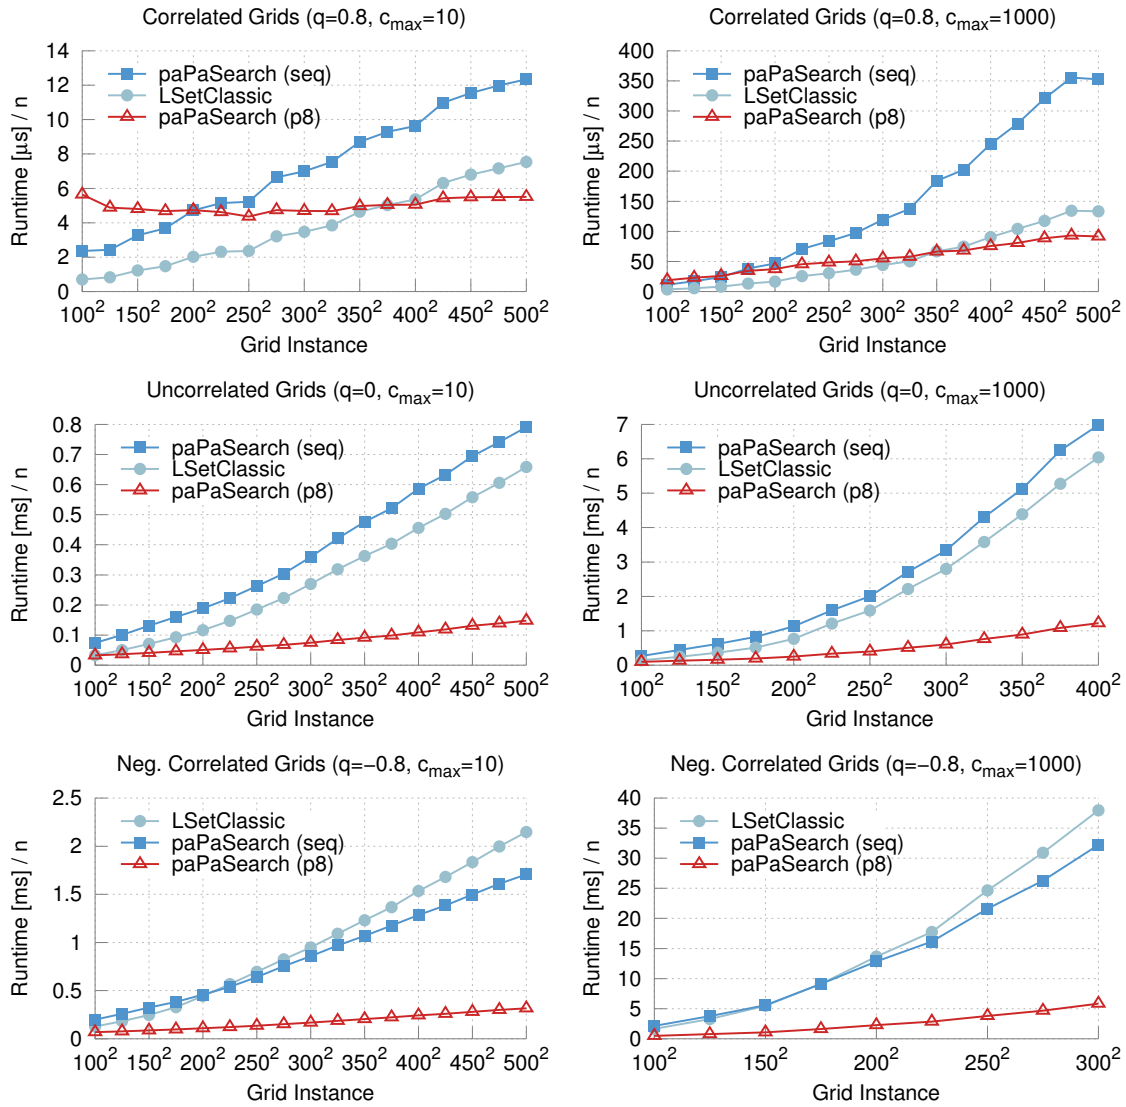 Correlated Grids (q=0.8, cmax=10)
Runtime [µs] / n
14
12
10
8
6
4
2
0
paPaSearch (seq)
LSetClassic
paPaSearch (p8)
100² 150² 200² 250² 300² 350² 400² 450² 500²
Grid Instance
Correlated Grids (q=0.8, cmax=1000)
Runtime [µs] / n
400
350
300
250
200
150
100
50
0
paPaSearch (seq)
LSetClassic
paPaSearch (p8)
100² 150² 200² 250² 300² 350² 400² 450² 500²
Grid Instance
Uncorrelated Grids (q=0, cmax=10)
Runtime [ms] / n
0.8
0.7
0.6
0.5
0.4
0.3
0.2
0.1
0
paPaSearch (seq)
LSetClassic
paPaSearch (p8)
100² 150² 200² 250² 300² 350² 400² 450² 500²
Grid Instance
Uncorrelated Grids (q=0, cmax=1000)
Runtime [ms] / n
7
6
5
4
3
2
1
0
paPaSearch (seq)
LSetClassic
paPaSearch (p8)
100² 150² 200² 250² 300² 350² 400²
Grid Instance
Neg. Correlated Grids (q=−0.8, cmax=10)
Runtime [ms] / n
2.5
2
1.5
1
0.5
0
LSetClassic
paPaSearch (seq)
paPaSearch (p8)
100² 150² 200² 250² 300² 350² 400² 450² 500²
Grid Instance
Neg. Correlated Grids (q=−0.8, cmax=1000)
Runtime [ms] / n
40
35
30
25
20
15
10
5
0
LSetClassic
paPaSearch (seq)
paPaSearch (p8)
100² 150² 200² 250² 300²
Grid Instance